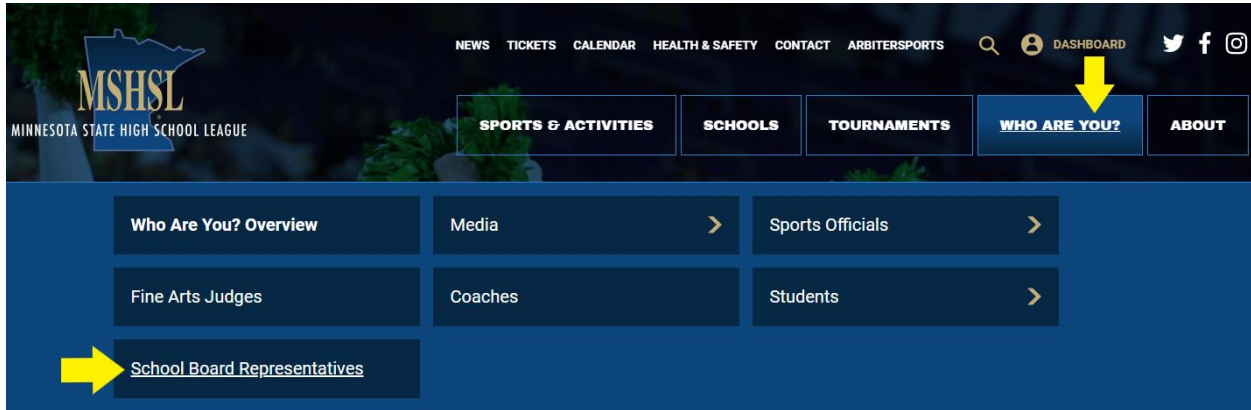 NEWS TICKETS CALENDAR HEALTH & SAFETY CONTACT ARBITERSPORTS DASHBOARD
MSHSL
MINNESOTA STATE HIGH SCHOOL LEAGUE
SPORTS & ACTIVITIES SCHOOLS TOURNAMENTS WHO ARE YOU? ABOUT
Who Are You? Overview Media Sports Officials
Fine Arts Judges Coaches Students
School Board Representatives